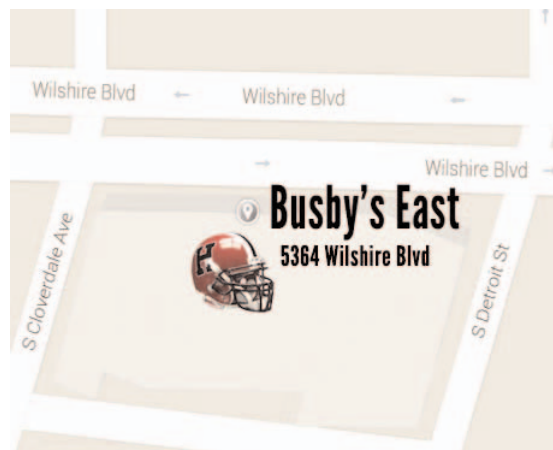 Wilshire Blvd
Wilshire Blvd
Wilshire Blvd
Busby's East
5364 Wilshire Blvd
H
S Cloverdale Ave
S Detroit St